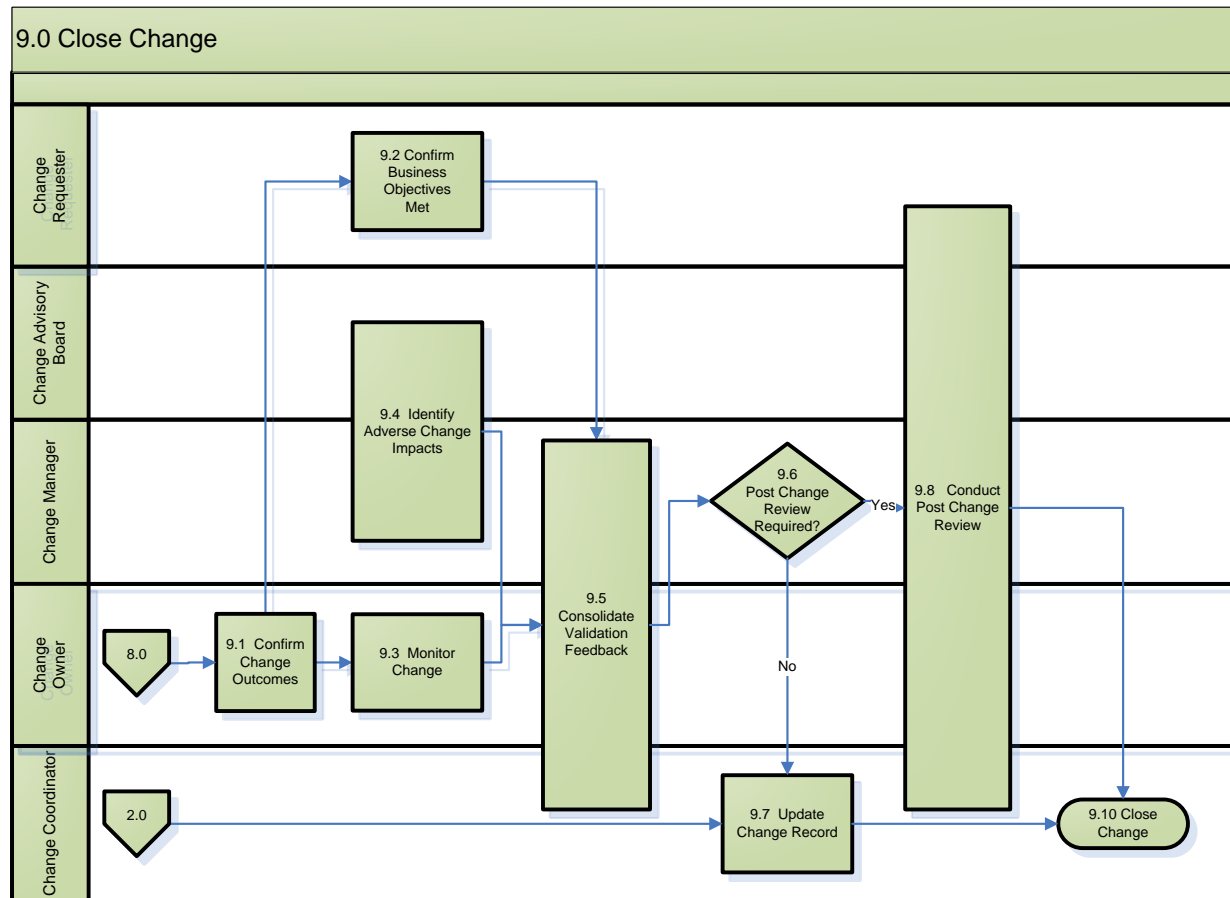 9.0 Close Change
Change
Requester
9.2 Confirm
Business
Objectives
Met
Change Advisory
Board
9.4 Identify
Adverse Change
Impacts
Change Manager
9.6
Post Change
Review
Required?
Yes
9.8 Conduct
Post Change
Review
Change
Owner
8.0
9.1 Confirm
Change
Outcomes
9.3 Monitor
Change
9.5
Consolidate
Validation
Feedback
No
Change Coordinator
2.0
9.7 Update
Change Record
9.10 Close
Change